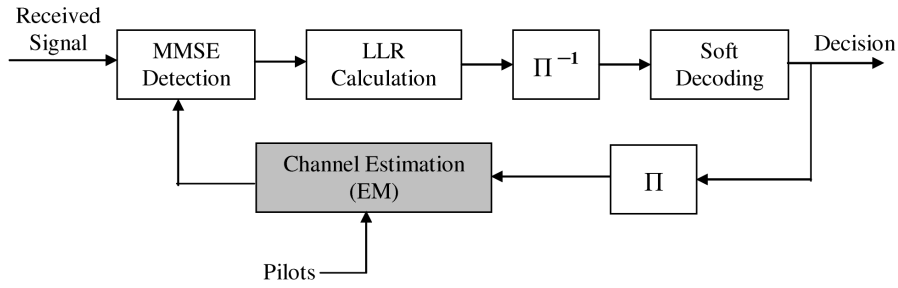 Received
Signal
MMSE
Detection
LLR
Calculation
Π⁻¹
Soft
Decoding
Decision
Channel Estimation
(EM)
Π
Pilots